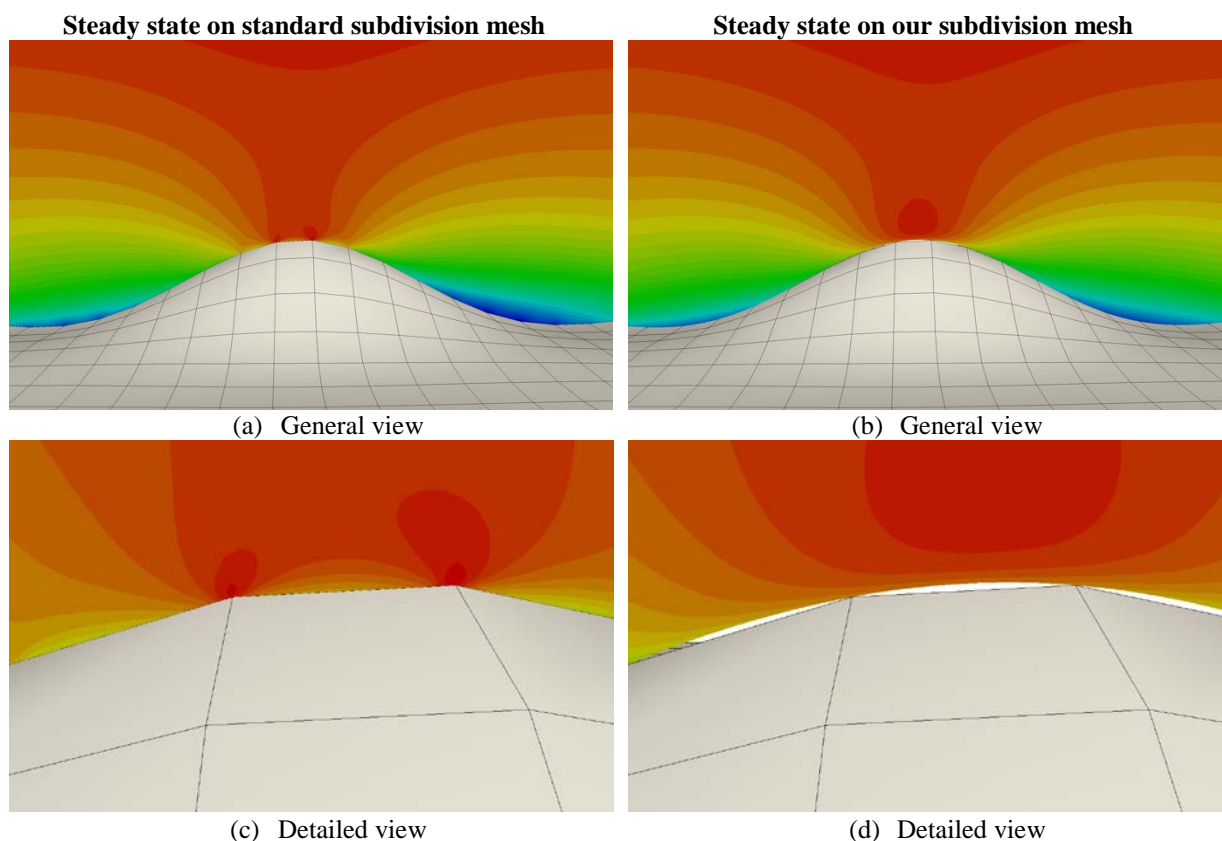 Steady state on standard subdivision mesh
Steady state on our subdivision mesh
(a) General view
(b) General view
(c) Detailed view
(d) Detailed view